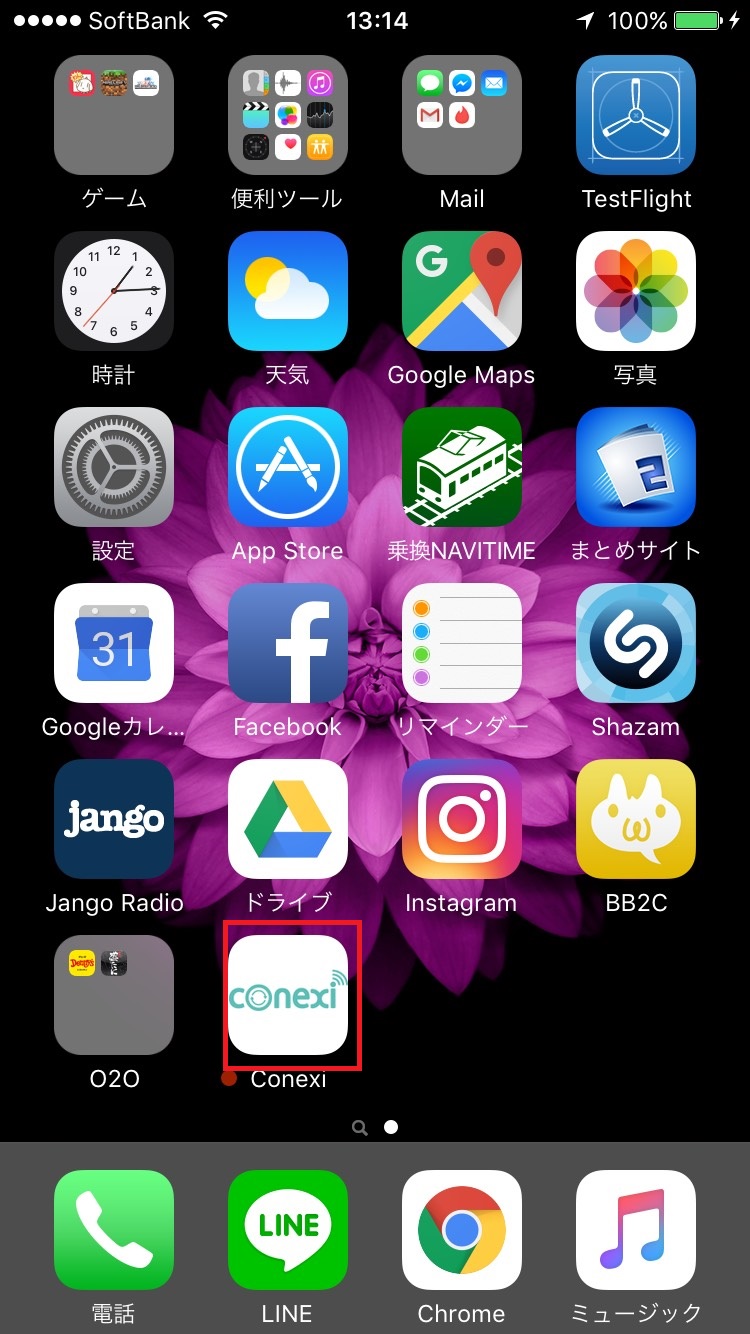 SoftBank 13:14 100%
ゲーム 便利ツール Mail TestFlight
12 1 2 3 4 5 6 7 8 9 10 11
G
時計 天気 Google Maps 写真
2
設定 App Store 乗換NAVITIME まとめサイト
31
Googleカレ... Facebook リマインダー Shazam
jango
Jango Radio ドライブ Instagram BB2C
conexi
O2O Conexi
LINE
電話 LINE Chrome ミュージック